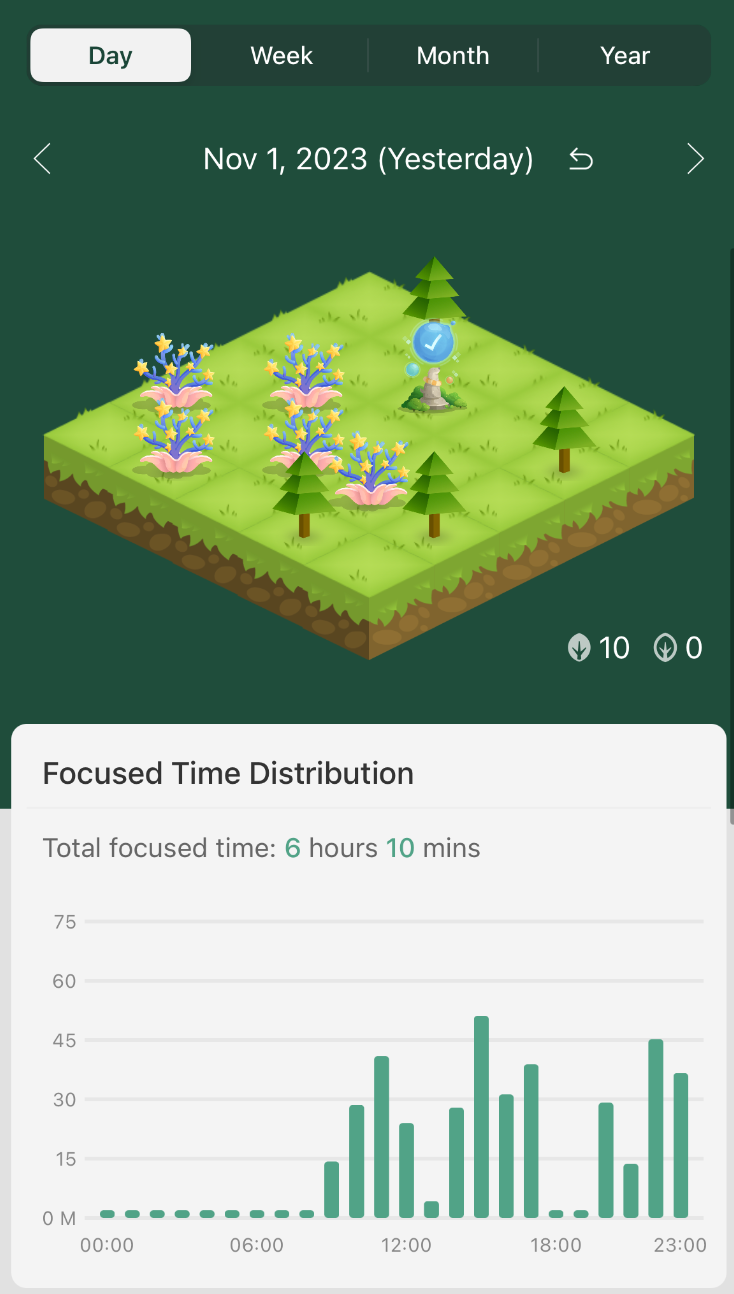 Day Week Month Year
Nov 1, 2023 (Yesterday)
10 0
Focused Time Distribution
Total focused time: 6 hours 10 mins
75
60
45
30
15
0 M
00:00 06:00 12:00 18:00 23:00